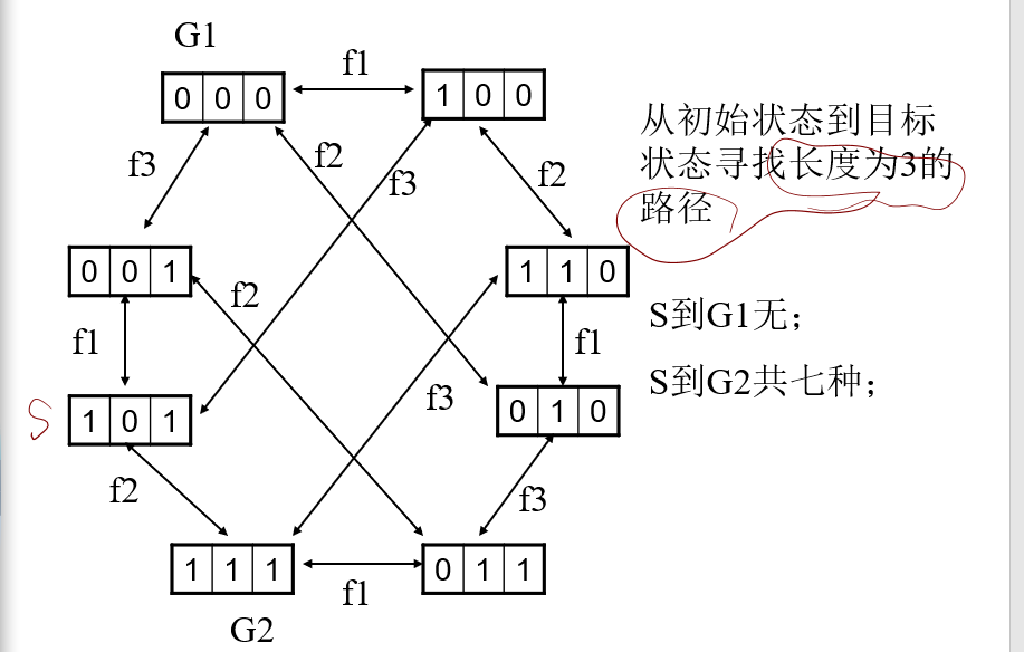 G1
f1
0 0 0
1 0 0
从初始状态到目标
状态寻找长度为3的
路径
f3
f2
f3
f2
0 0 1
f2
1 1 0
S到G1无；
f1
f1
f3
S到G2共七种；
S
1 0 1
0 1 0
f2
f3
1 1 1
0 1 1
f1
G2